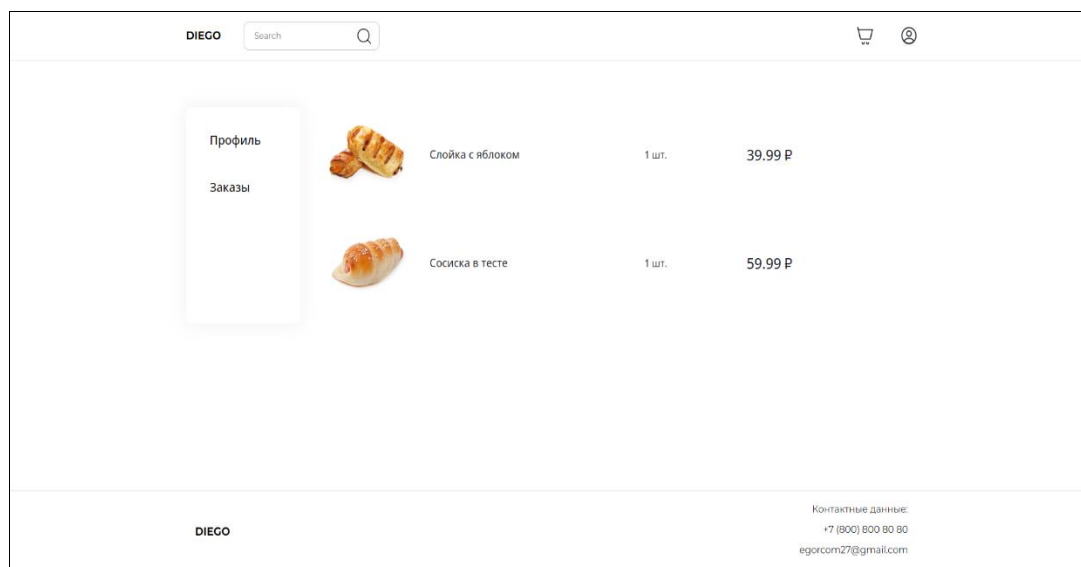 DIEGO
Search
Профиль
Заказы
Слойка с яблоком 1 шт. 39.99 ₽
Сосиска в тесте 1 шт. 59.99 ₽
DIEGO
Контактные данные:
+7 (800) 800 80 80
egorcom27@gmail.com